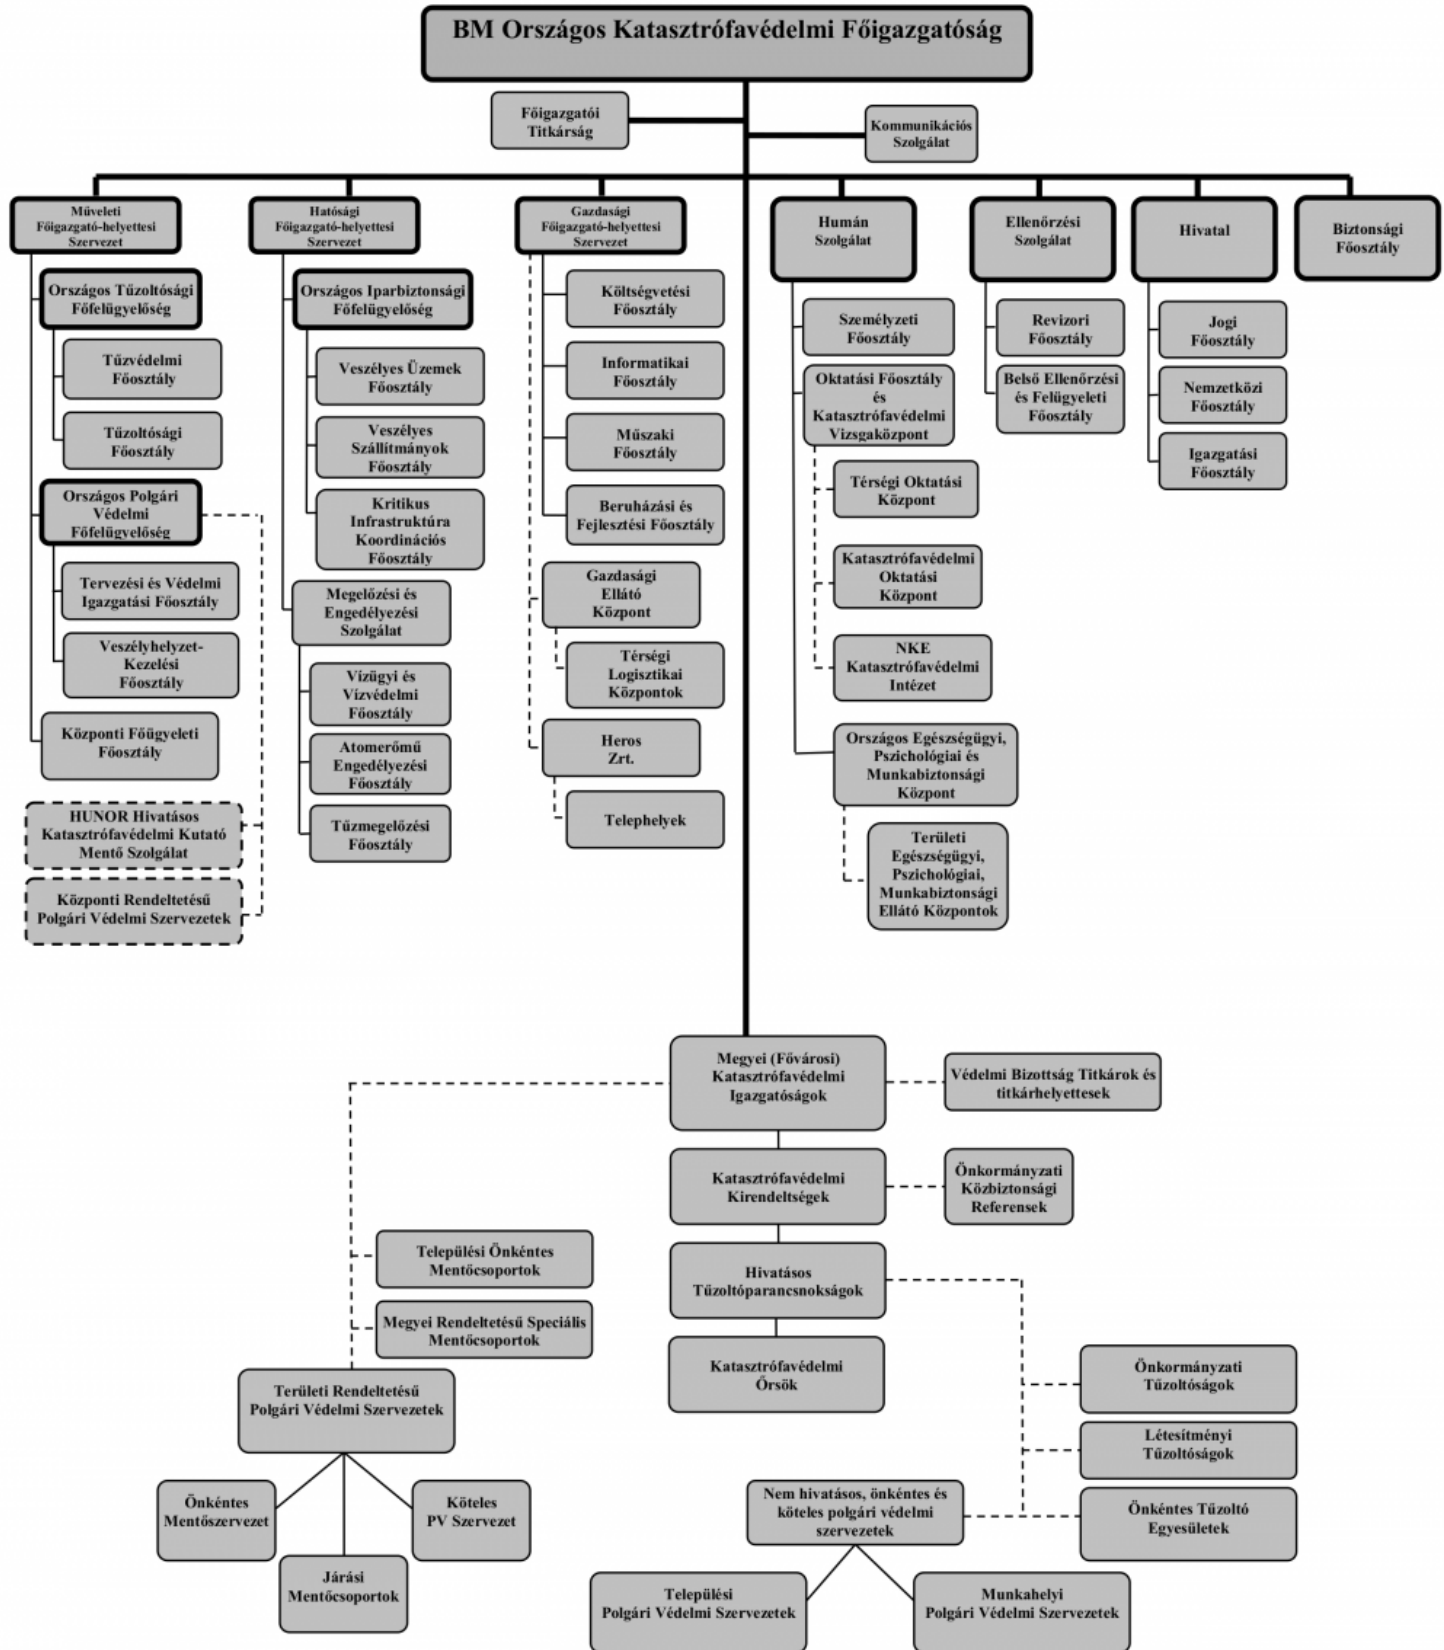 BM Országos Katasztrófavédelmi Főigazgatóság
Főigazgatói
Titkárság
Kommunikációs
Szolgálat
Műveleti
Főigazgató-helyettesi
Szervezet
Hatósági
Főigazgató-helyettesi
Szervezet
Gazdasági
Főigazgató-helyettesi
Szervezet
Humán
Szolgálat
Ellenőrzési
Szolgálat
Hivatal
Biztonsági
Főosztály
Országos Tűzoltósági
Főfelügyelőség
Tűzvédelmi
Főosztály
Tűzoltósági
Főosztály
Országos Polgári
Védelmi
Főfelügyelőség
Tervezési és Védelmi
Igazgatási Főosztály
Veszélyhelyzet-
Kezelési
Főosztály
Központi Főügyeleti
Főosztály
HUNOR Hivatásos
Katasztrófavédelmi Kutató
Mentő Szolgálat
Központi Rendeltetésű
Polgári Védelmi Szervezetek
Országos Iparbiztonsági
Főfelügyelőség
Veszélyes Üzemek
Főosztály
Veszélyes
Szállítmányok
Főosztály
Kritikus
Infrastruktúra
Koordinációs
Főosztály
Megelőzési és
Engedélyezési
Szolgálat
Vízügyi és
Vízvédelmi
Főosztály
Atomerőmű
Engedélyezési
Főosztály
Tűzmegelőzési
Főosztály
Költségvetési
Főosztály
Informatikai
Főosztály
Műszaki
Főosztály
Beruházási és
Fejlesztési Főosztály
Gazdasági
Ellátó
Központ
Térségi
Logisztikai
Központok
Heros
Zrt.
Telephelyek
Személyzeti
Főosztály
Oktatási Főosztály
és
Katasztrófavédelmi
Vizsgaközpont
Térségi Oktatási
Központ
Katasztrófavédelmi
Oktatási
Központ
NKE
Katasztrófavédelmi
Intézet
Országos Egészségügyi,
Pszichológiai és
Munkabiztonsági
Központ
Területi
Egészségügyi,
Pszichológiai,
Munkabiztonsági
Ellátó Központok
Revizori
Főosztály
Belső Ellenőrzési
és Felügyeleti
Főosztály
Jogi
Főosztály
Nemzetközi
Főosztály
Igazgatási
Főosztály
Megyei (Fővárosi)
Katasztrófavédelmi
Igazgatóságok
Védelmi Bizottság Titkárok és
titkárhelyettesek
Katasztrófavédelmi
Kirendeltségek
Önkormányzati
Közbiztonsági
Referensek
Hivatásos
Tűzoltóparancsnokságok
Katasztrófavédelmi
Őrsök
Települési Önkéntes
Mentőcsoportok
Megyei Rendeltetésű Speciális
Mentőcsoportok
Területi Rendeltetésű
Polgári Védelmi Szervezetek
Önkéntes
Mentőszervezet
Járási
Mentőcsoportok
Köteles
PV Szervezet
Önkormányzati
Tűzoltóságok
Létesítményi
Tűzoltóságok
Önkéntes Tűzoltó
Egyesületek
Nem hivatásos, önkéntes és
köteles polgári védelmi
szervezetek
Települési
Polgári Védelmi Szervezetek
Munkahelyi
Polgári Védelmi Szervezetek